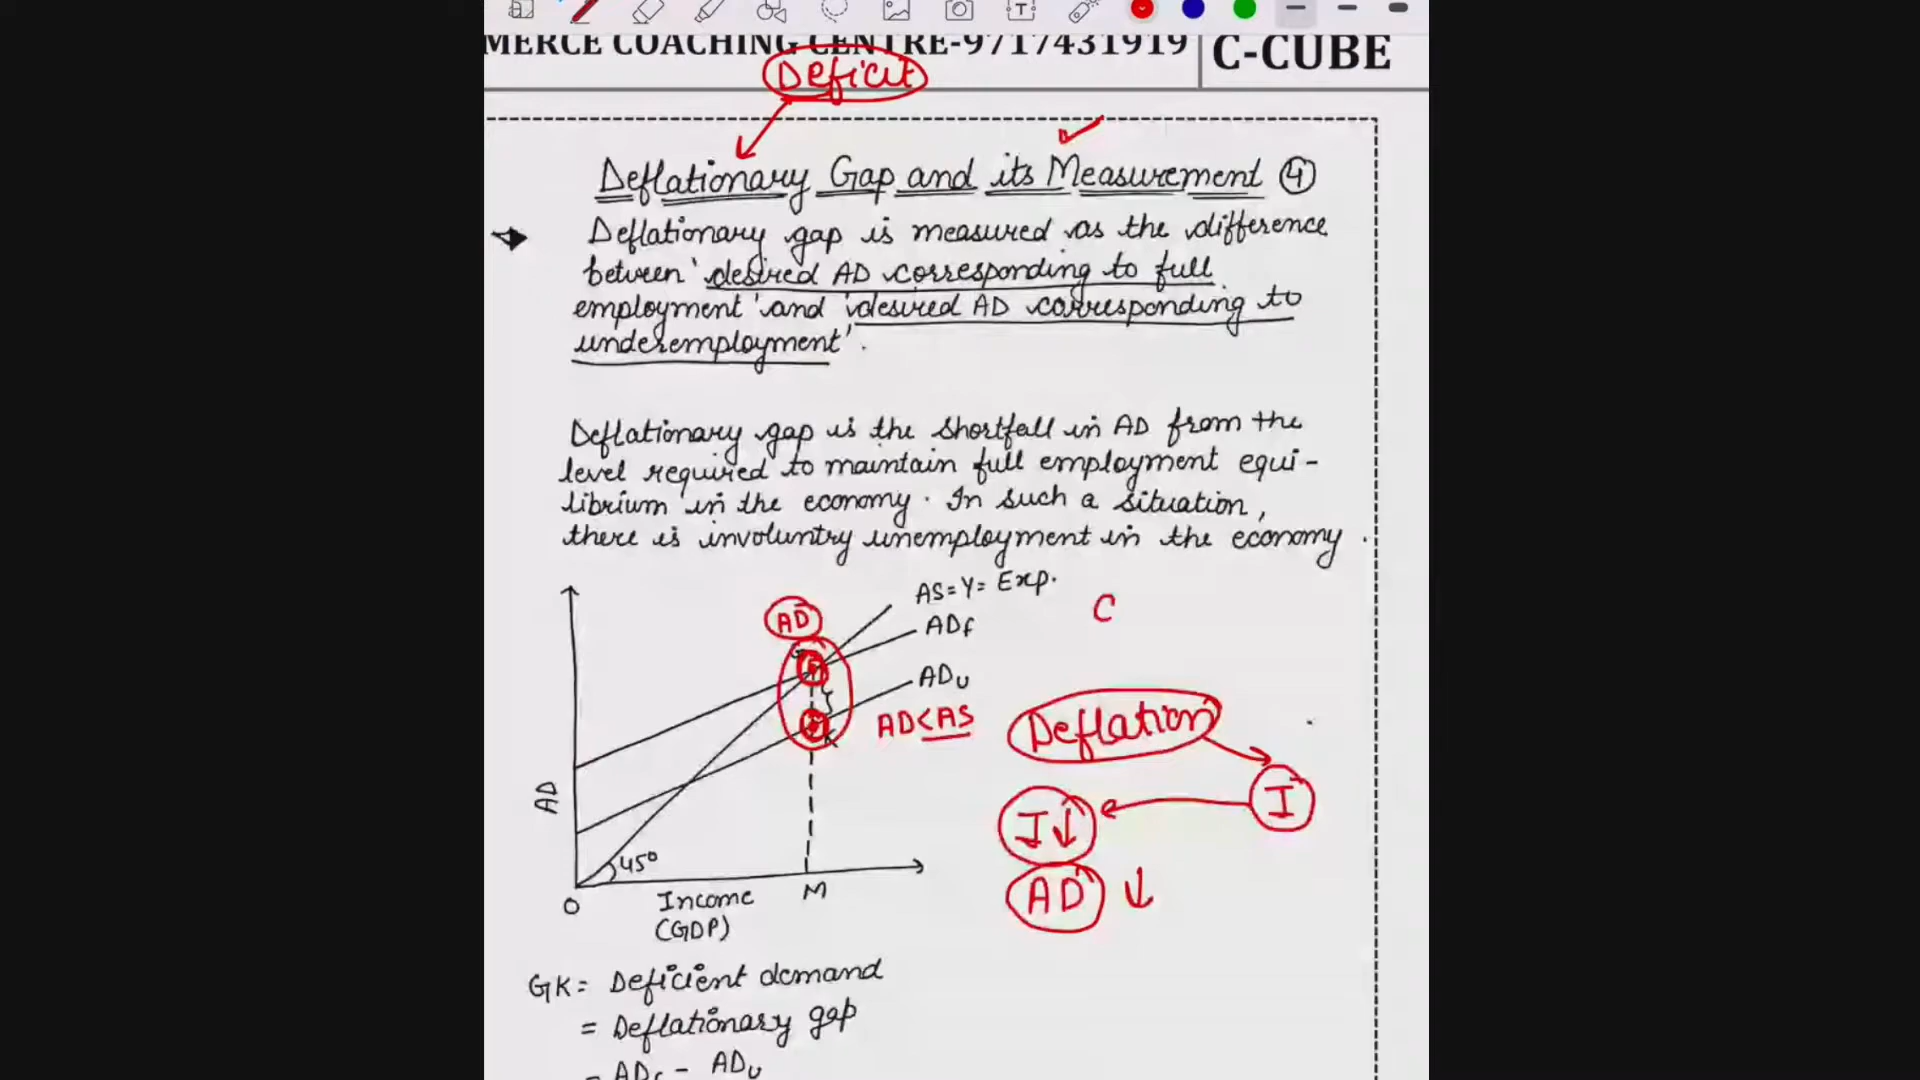 MERCE COACHING CENTRE-9717431919
C-CUBE
Deficit
Deflationary Gap and its Measurement 4
Deflationary gap is measured as the difference
between 'desired AD corresponding to full
employment' and 'desired AD corresponding to
underemployment'.
Deflationary gap is the shortfall in AD from the
level required to maintain full employment equi-
librium in the economy. In such a situation,
there is involuntry unemployment in the economy.
AS=Y= Exp.
AD
ADF
C
G
ADU
K
AD<AS
Deflation
I
I↓
AD ↓
AD
45°
O
Income
(GDP)
M
GK= Deficient demand
= Deflationary gap
= ADF - ADU